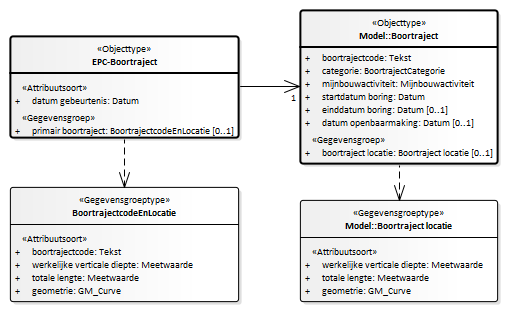 «Objecttype»
EPC-Boortraject
«Attribuutsoort»
+ datum gebeurtenis: Datum
«Gegevensgroep»
+ primair boortraject: BoortrajectcodeEnLocatie [0..1]
1
«Objecttype»
Model::Boortraject
+ boortrajectcode: Tekst
+ categorie: BoortrajectCategorie
+ mijnbouwactiviteit: Mijnbouwactiviteit
+ startdatum boring: Datum
+ einddatum boring: Datum [0..1]
+ datum openbaarmaking: Datum [0..1]
«Gegevensgroep»
+ boortraject locatie: Boortraject locatie [0..1]
«Gegevensgroeptype»
BoortrajectcodeEnLocatie
«Attribuutsoort»
+ boortrajectcode: Tekst
+ werkelijke verticale diepte: Meetwaarde
+ totale lengte: Meetwaarde
+ geometrie: GM_Curve
«Gegevensgroeptype»
Model::Boortraject locatie
«Attribuutsoort»
+ werkelijke verticale diepte: Meetwaarde
+ totale lengte: Meetwaarde
+ geometrie: GM_Curve